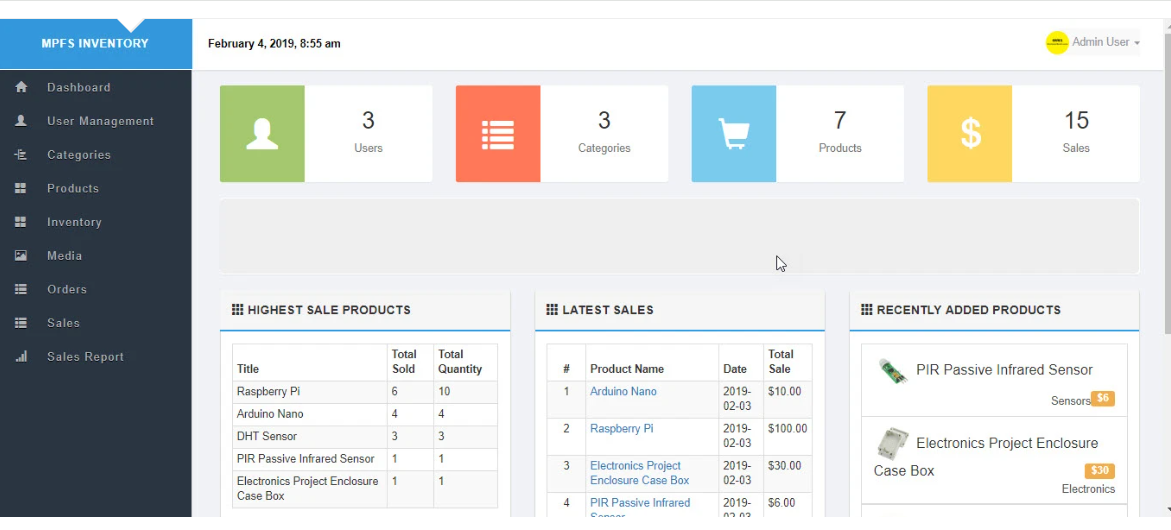 MPFS INVENTORY
February 4, 2019, 8:55 am
Admin User
Dashboard
User Management
Categories
Products
Inventory
Media
Orders
Sales
Sales Report
3
Users
3
Categories
7
Products
$
15
Sales
HIGHEST SALE PRODUCTS
Title Total Sold Total Quantity
Raspberry Pi 6 10
Arduino Nano 4 4
DHT Sensor 3 3
PIR Passive Infrared Sensor 1 1
Electronics Project Enclosure 1 1
Case Box
LATEST SALES
# Product Name Date Total Sale
1 Arduino Nano 2019- $10.00
02-03
2 Raspberry Pi 2019- $100.00
02-03
3 Electronics Project 2019- $30.00
Enclosure Case Box 02-03
4 PIR Passive Infrared 2019- $6.00
Sensor 02-03
RECENTLY ADDED PRODUCTS
PIR Passive Infrared Sensor
Sensors $6
Electronics Project Enclosure
Case Box $30
Electronics